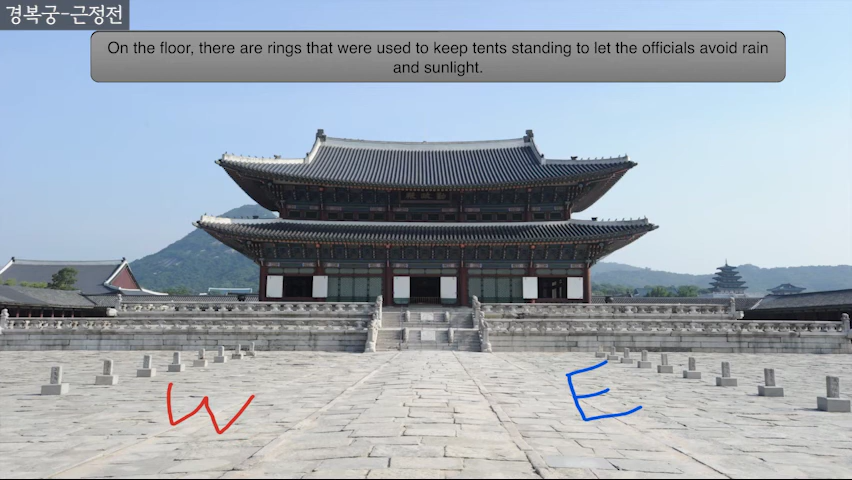 경복궁-근정전
On the floor, there are rings that were used to keep tents standing to let the officials avoid rain
and sunlight.
W
E